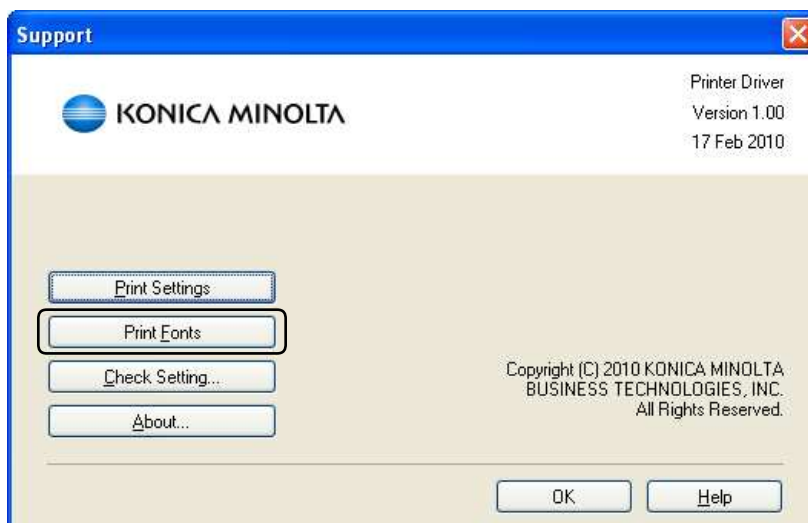 Support
KONICA MINOLTA
Printer Driver
Version 1.00
17 Feb 2010
Print Settings
Print Fonts
Check Setting...
About...
Copyright (C) 2010 KONICA MINOLTA
BUSINESS TECHNOLOGIES, INC.
All Rights Reserved.
OK
Help